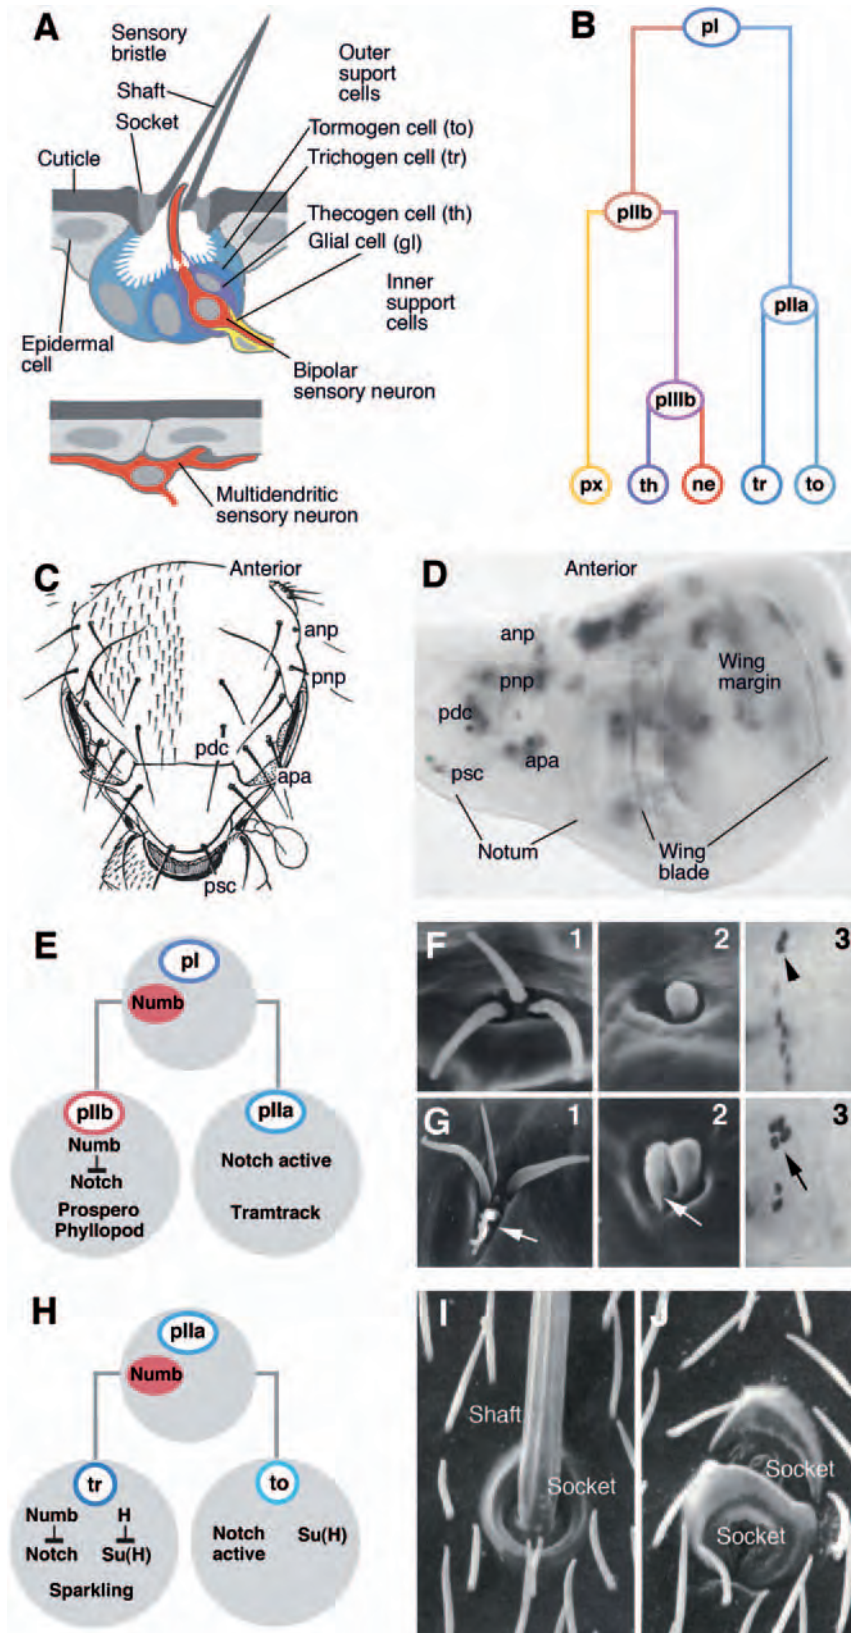 A
Sensory
bristle
Shaft
Socket
Cuticle
Outer
suport
cells
Tormogen cell (to)
Trichogen cell (tr)
Thecogen cell (th)
Glial cell (gl)
Inner
support
cells
Epidermal
cell
Bipolar
sensory neuron
Multidendritic
sensory neuron
B
pI
pIIb
pIIa
pIIIb
px
th
ne
tr
to
C
Anterior
anp
pnp
pdc
apa
psc
D
Anterior
anp
pnp
pdc
psc
apa
Wing
margin
Notum
Wing
blade
E
pI
Numb
pIIb
Numb
Notch
Prospero
Phyllopod
pIIa
Notch active
Tramtrack
F
1
2
3
G
1
2
3
H
pIIa
Numb
tr
Numb H
Notch Su(H)
Sparkling
to
Notch
active
Su(H)
I
Shaft
Socket
J
Socket
Socket